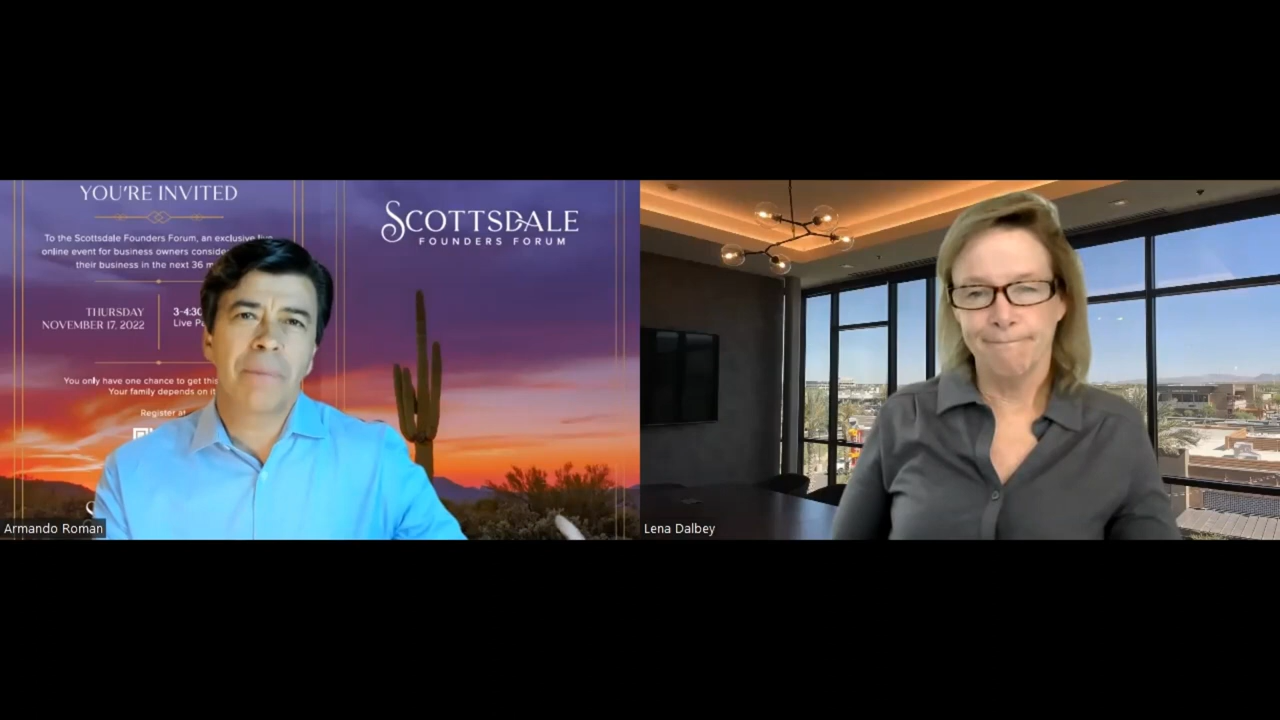 YOU'RE INVITED
To the Scottsdale Founders Forum, an exclusive live
online event for business owners
their business in the next 36
THURSDAY
NOVEMBER 17, 2022
3-4:30
Live
You only have one chance to get this
Your family depends on it
Register at
SCOTTSDALE
FOUNDERS FORUM
Armando Roman
Lena Dalbey